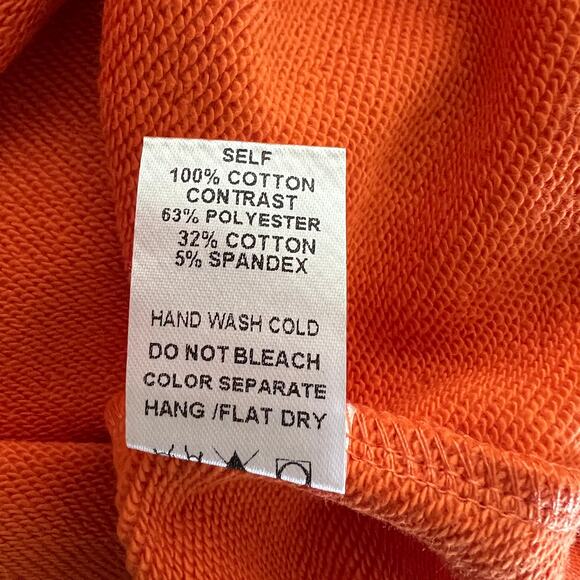 SELF
100% COTTON
CONTRAST
63% POLYESTER
32% COTTON
5% SPANDEX
HAND WASH COLD
DO NOT BLEACH
COLOR SEPARATE
HANG /FLAT DRY